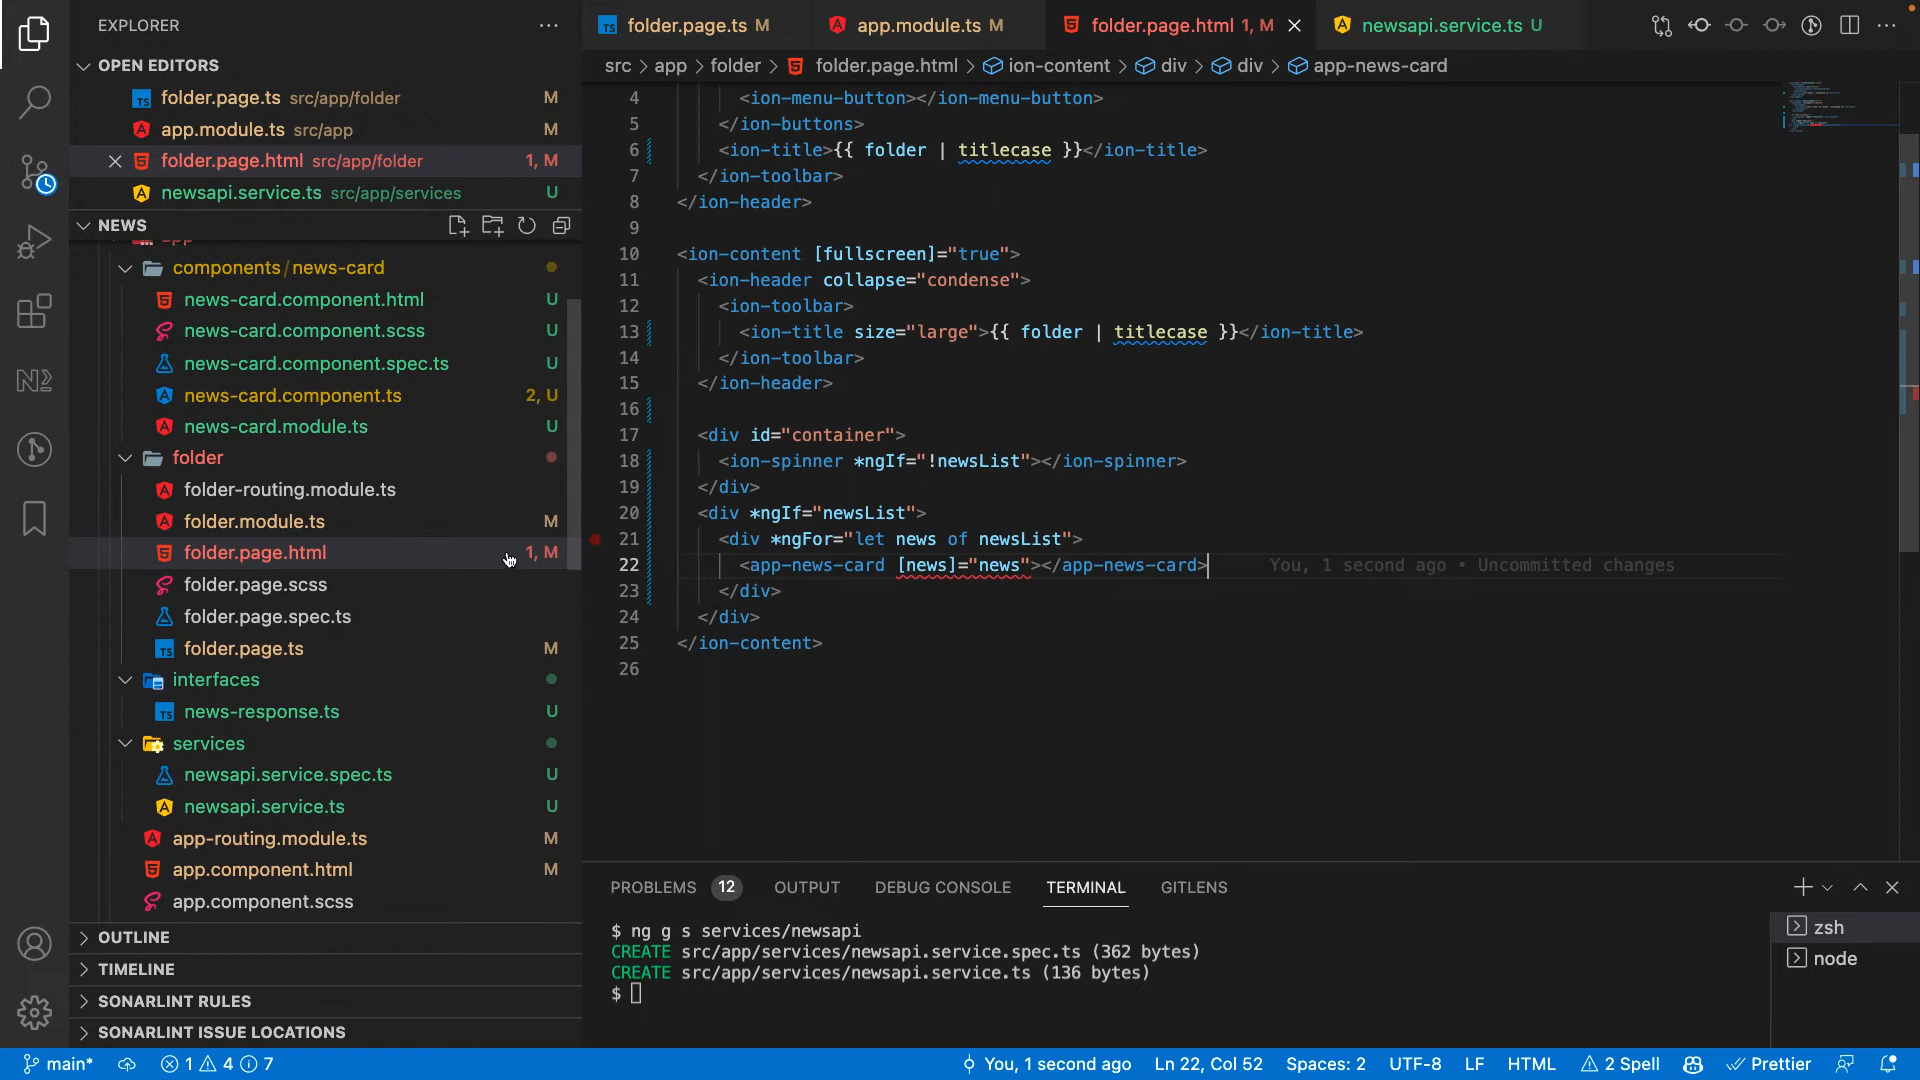 EXPLORER
OPEN EDITORS
folder.page.ts src/app/folder M
app.module.ts src/app M
folder.page.html src/app/folder 1, M
newsapi.service.ts src/app/services U
NEWS
app
components/news-card
news-card.component.html U
news-card.component.scss U
news-card.component.spec.ts U
news-card.component.ts 2, U
news-card.module.ts U
folder
folder-routing.module.ts
folder.module.ts M
folder.page.html 1, M
folder.page.scss
folder.page.spec.ts
folder.page.ts M
interfaces
news-response.ts U
services
newsapi.service.spec.ts U
newsapi.service.ts U
app-routing.module.ts M
app.component.html M
app.component.scss
OUTLINE
TIMELINE
SONARLINT RULES
SONARLINT ISSUE LOCATIONS
folder.page.ts M app.module.ts M folder.page.html 1, M newsapi.service.ts U
src > app > folder > folder.page.html > ion-content > div > div > app-news-card
4 <ion-menu-button></ion-menu-button>
5 </ion-buttons>
6 <ion-title>{{ folder | titlecase }}</ion-title>
7 </ion-toolbar>
8 </ion-header>
9
10 <ion-content [fullscreen]="true">
11 <ion-header collapse="condense">
12 <ion-toolbar>
13 <ion-title size="large">{{ folder | titlecase }}</ion-title>
14 </ion-toolbar>
15 </ion-header>
16
17 <div id="container">
18 <ion-spinner *ngIf="!newsList"></ion-spinner>
19 </div>
20 <div *ngIf="newsList">
21 <div *ngFor="let news of newsList">
22 <app-news-card [news]="news"></app-news-card> You, 1 second ago • Uncommitted changes
23 </div>
24 </div>
25 </ion-content>
26
PROBLEMS 12 OUTPUT DEBUG CONSOLE TERMINAL GITLENS
$ ng g s services/newsapi
CREATE src/app/services/newsapi.service.spec.ts (362 bytes)
CREATE src/app/services/newsapi.service.ts (136 bytes)
$
zsh
node
main* 1 4 7 You, 1 second ago Ln 22, Col 52 Spaces: 2 UTF-8 LF HTML 2 Spell Prettier